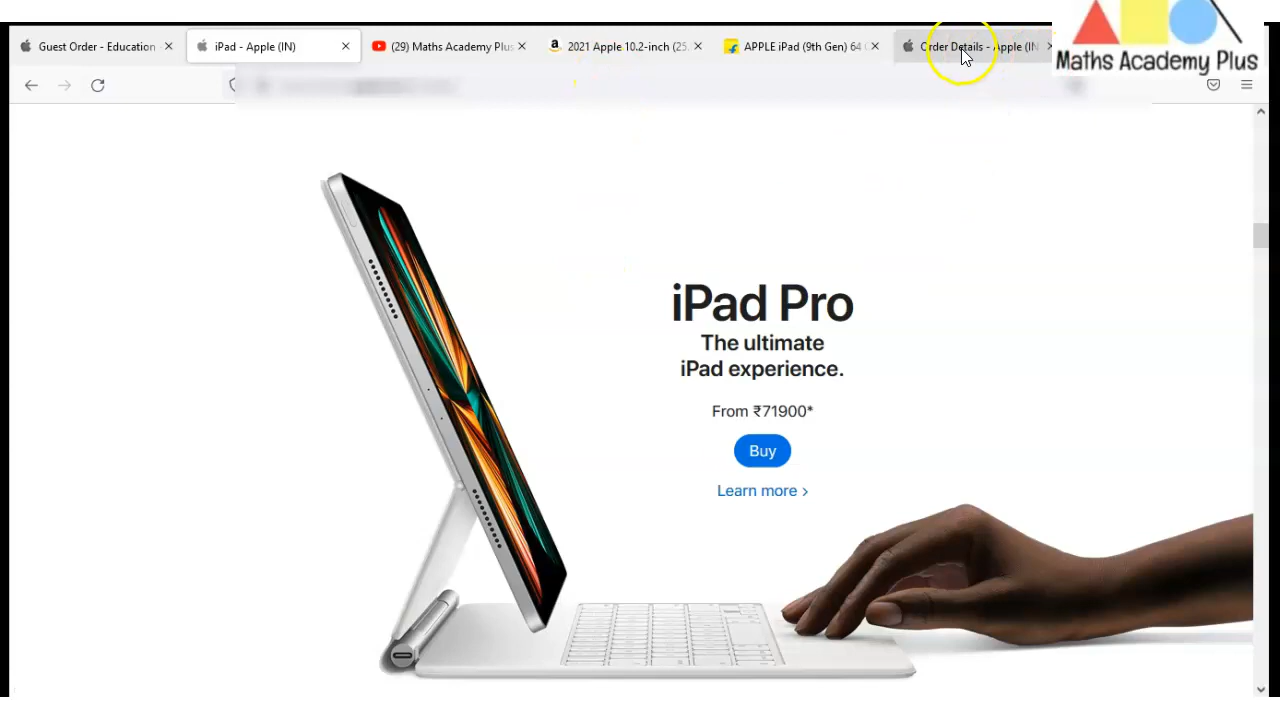 Guest Order - Education
iPad - Apple (IN)
(29) Maths Academy Plus
a 2021 Apple 10.2-inch (25.
APPLE iPad (9th Gen) 64
Order Details - Apple (IN
Maths Academy Plus
iPad Pro
The ultimate
iPad experience.
From ₹71900*
Buy
Learn more >